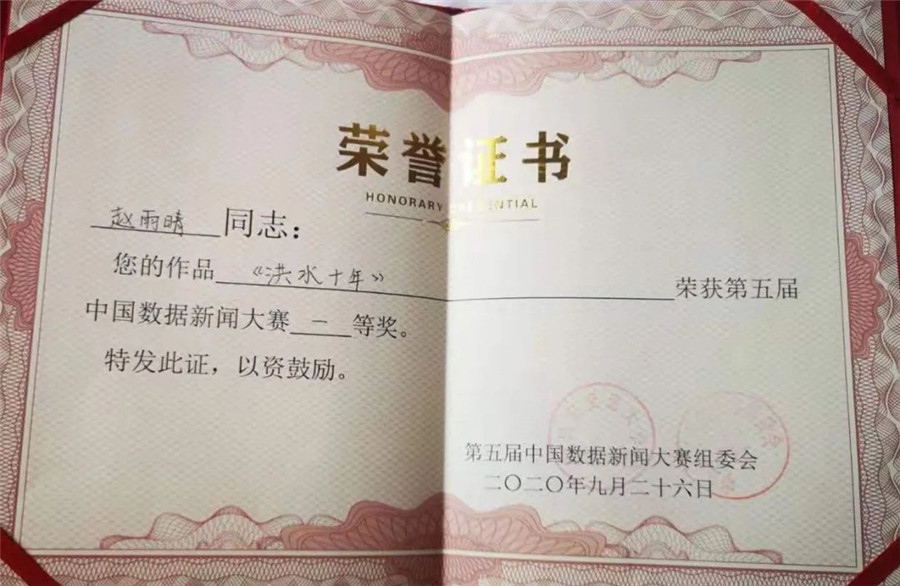 荣誉证书
HONORARY CREDENTIAL
赵雨晴同志：
您的作品《洪水十年》荣获第五届
中国数据新闻大赛一等奖。
特发此证，以资鼓励。
第五届中国数据新闻大赛组委会
二〇二〇年九月二十六日